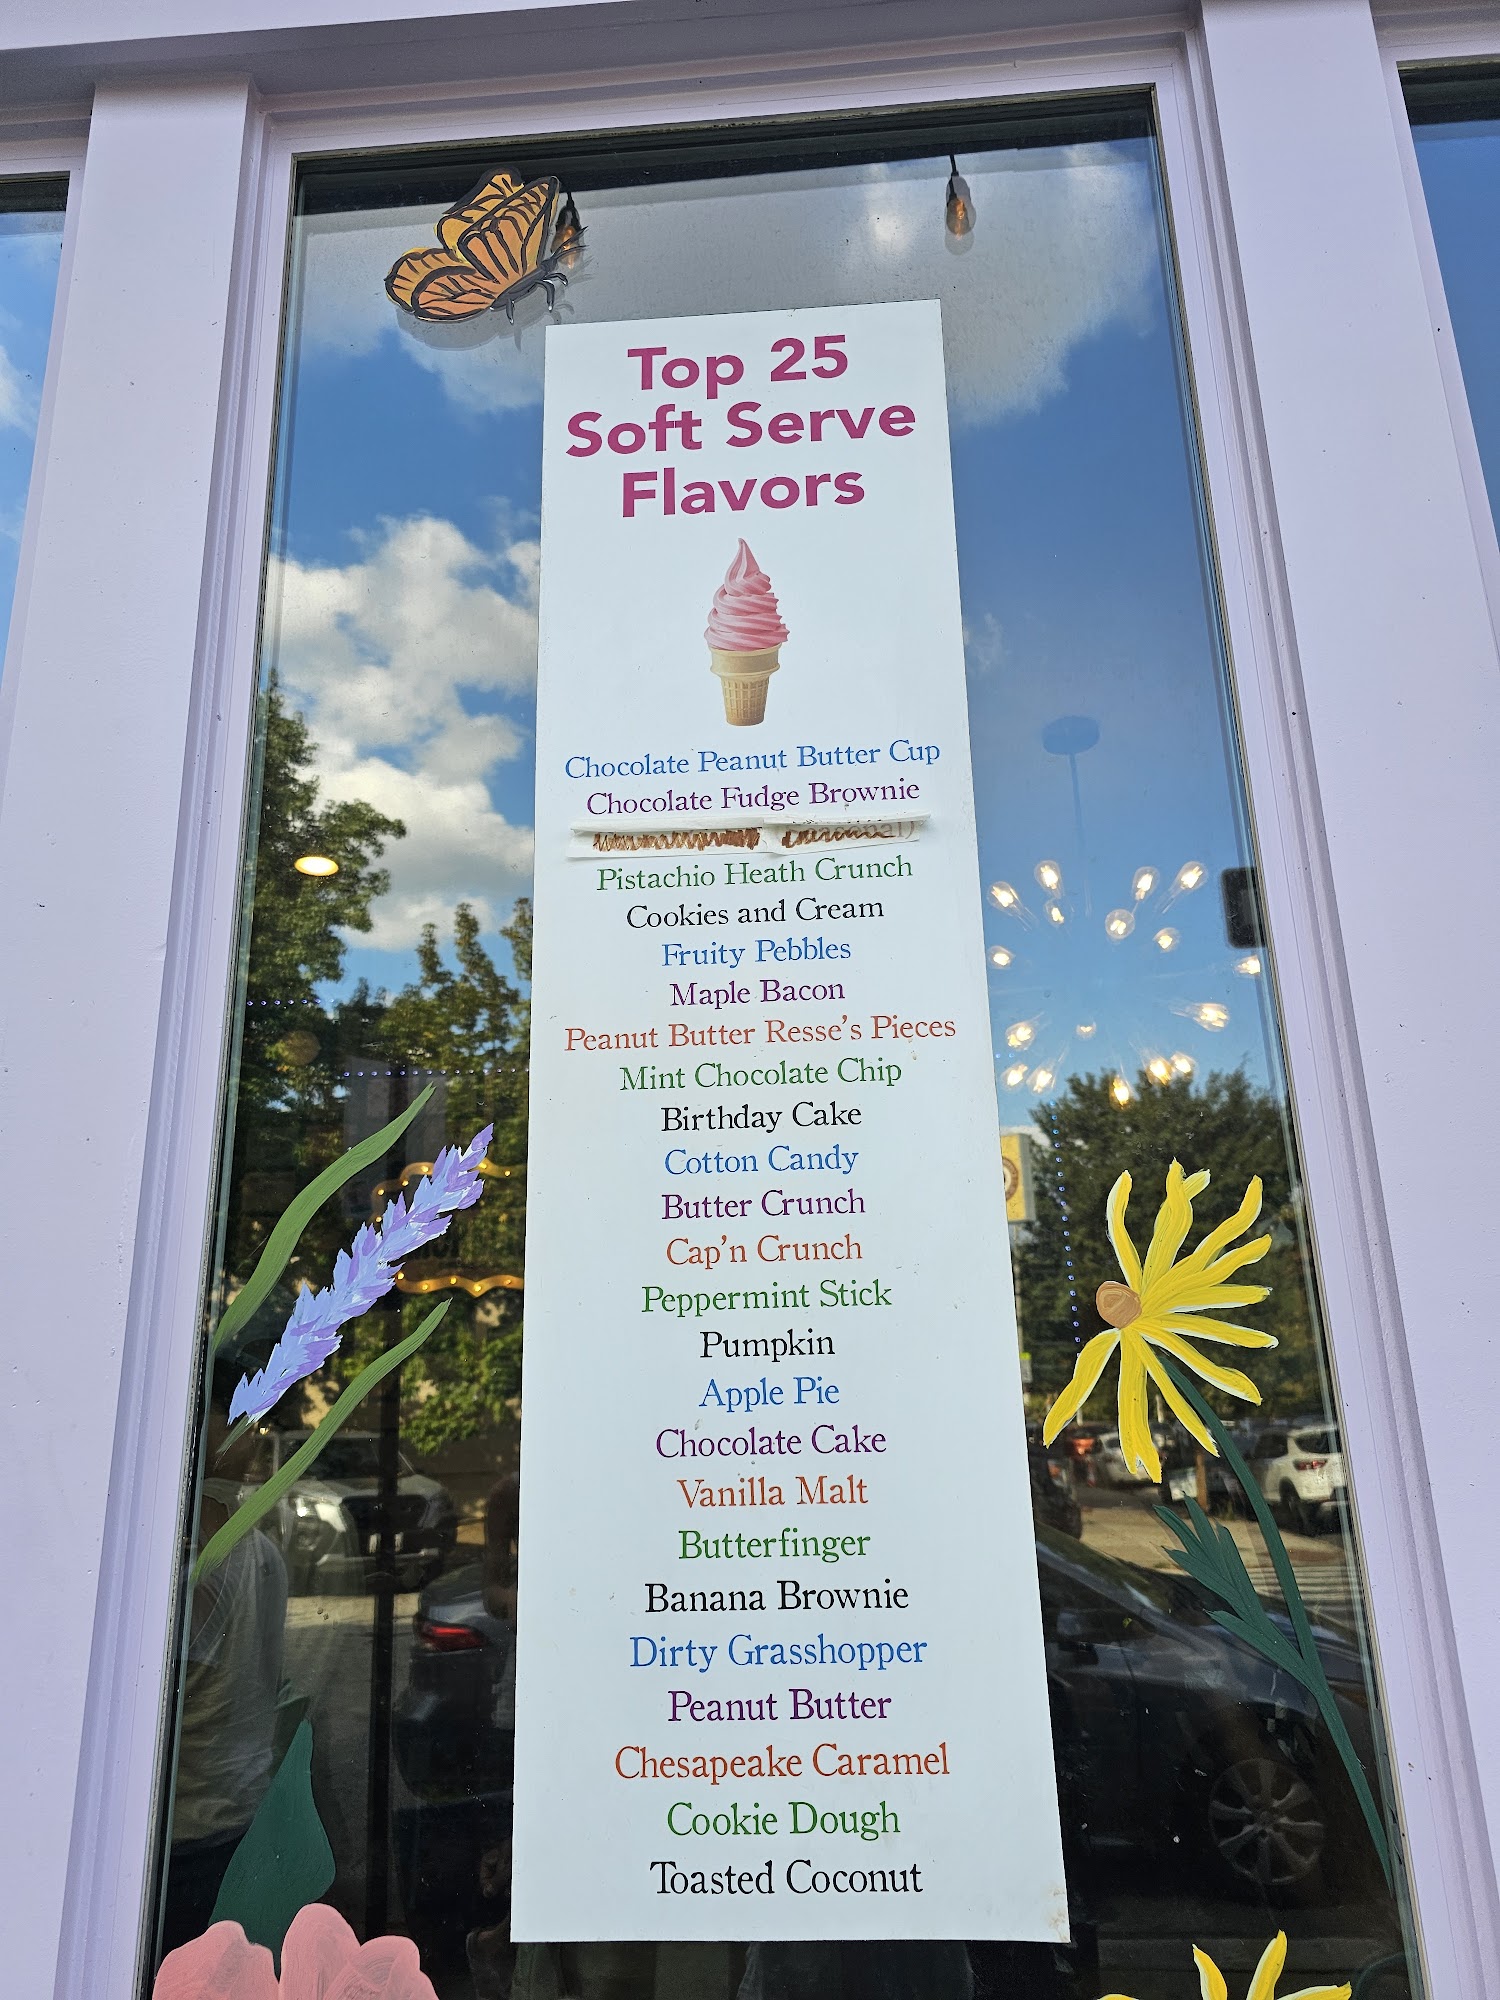 Top 25
Soft Serve
Flavors
Chocolate Peanut Butter Cup
Chocolate Fudge Brownie
Pistachio Heath Crunch
Cookies and Cream
Fruity Pebbles
Maple Bacon
Peanut Butter Resse's Pieces
Mint Chocolate Chip
Birthday Cake
Cotton Candy
Butter Crunch
Cap'n Crunch
Peppermint Stick
Pumpkin
Apple Pie
Chocolate Cake
Vanilla Malt
Butterfinger
Banana Brownie
Dirty Grasshopper
Peanut Butter
Chesapeake Caramel
Cookie Dough
Toasted Coconut